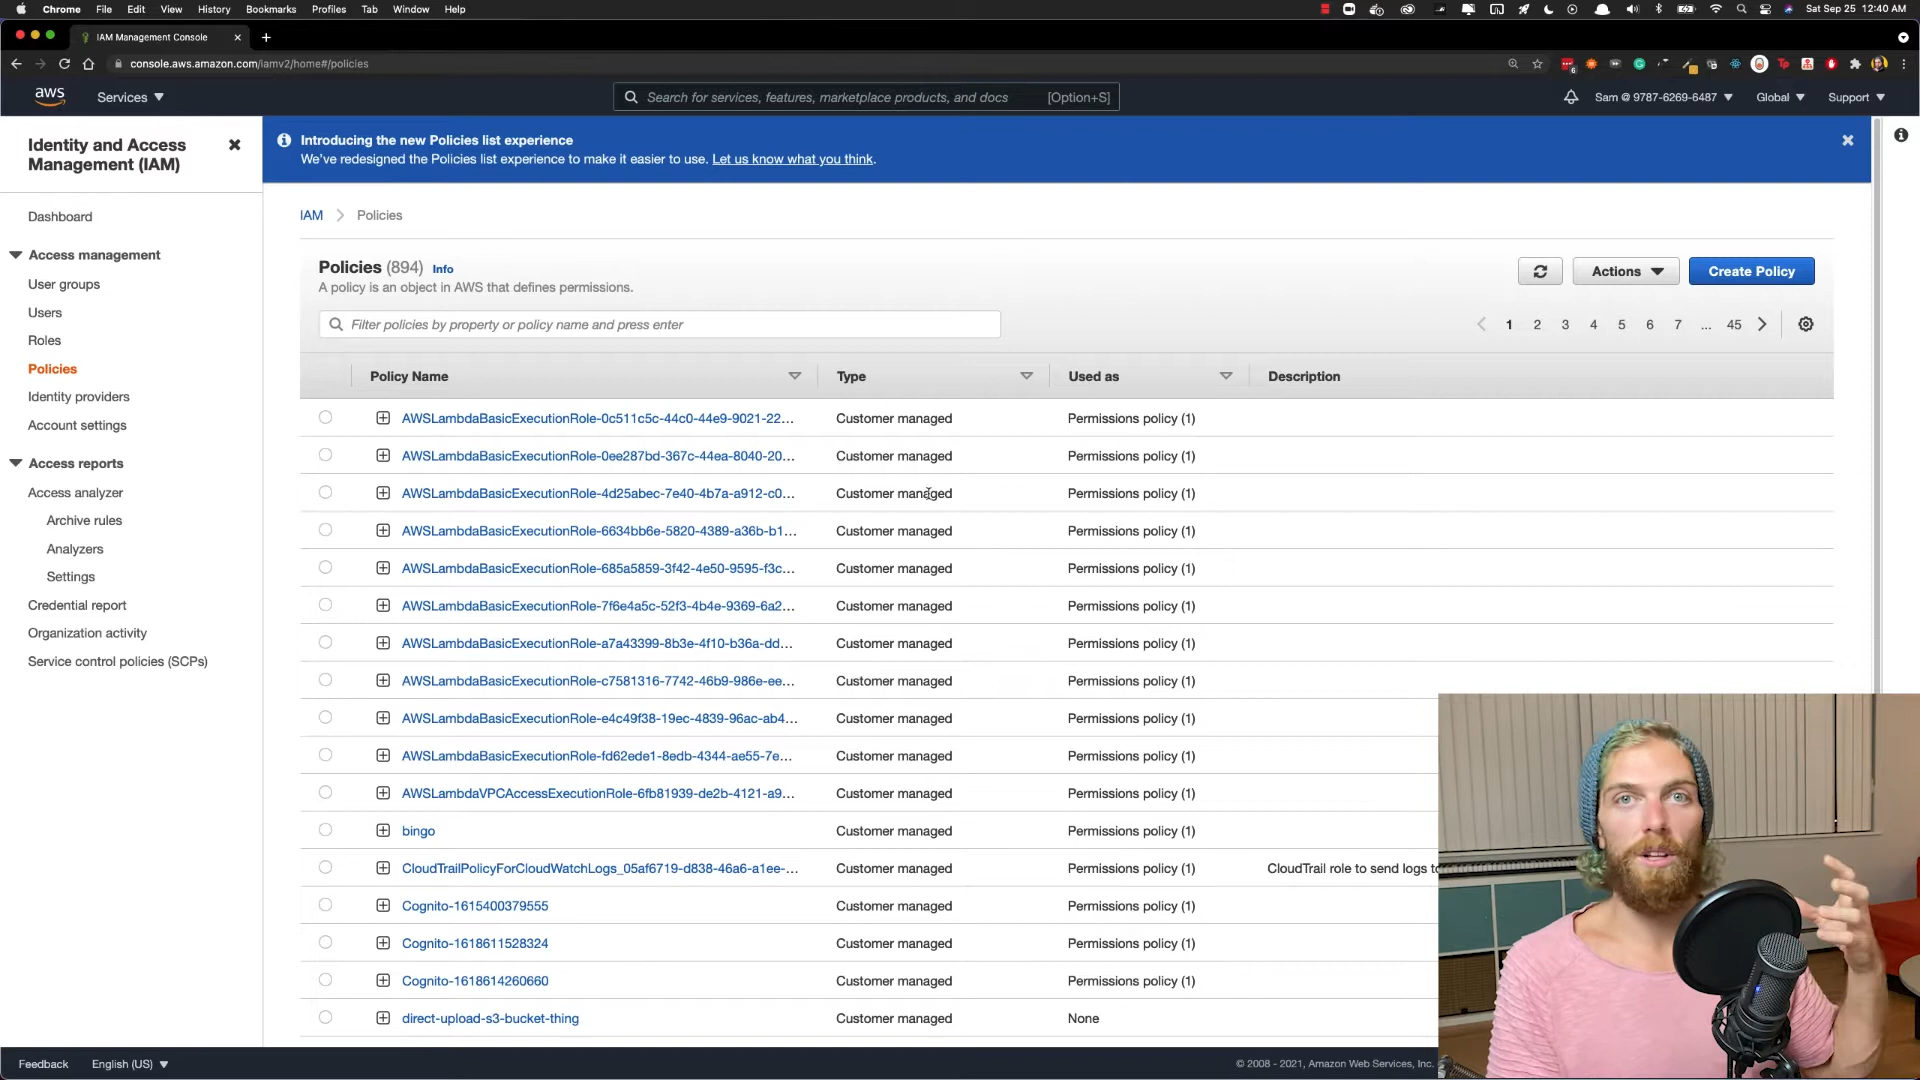 Chrome File Edit View History Bookmarks Profiles Tab Window Help Sat Sep 25 12:40 AM
IAM Management Console
console.aws.amazon.com/iamv2/home#/policies
aws Services Search for services, features, marketplace products, and docs [Option+S] Sam @ 9787-6269-6487 Global Support
Identity and Access
Management (IAM)
Dashboard
Access management
User groups
Users
Roles
Policies
Identity providers
Account settings
Access reports
Access analyzer
Archive rules
Analyzers
Settings
Credential report
Organization activity
Service control policies (SCPs)
Introducing the new Policies list experience
We've redesigned the Policies list experience to make it easier to use. Let us know what you think.
IAM Policies
Policies (894) Info
A policy is an object in AWS that defines permissions.
Actions Create Policy
Filter policies by property or policy name and press enter
1 2 3 4 5 6 7 ... 45
Policy Name Type Used as Description
AWSLambdaBasicExecutionRole-0c511c5c-44c0-44e9-9021-22... Customer managed Permissions policy (1)
AWSLambdaBasicExecutionRole-0ee287bd-367c-44ea-8040-20... Customer managed Permissions policy (1)
AWSLambdaBasicExecutionRole-4d25abec-7e40-4b7a-a912-c0... Customer managed Permissions policy (1)
AWSLambdaBasicExecutionRole-6634bb6e-5820-4389-a36b-b1... Customer managed Permissions policy (1)
AWSLambdaBasicExecutionRole-685a5859-3f42-4e50-9595-f3c... Customer managed Permissions policy (1)
AWSLambdaBasicExecutionRole-7f6e4a5c-52f3-4b4e-9369-6a2... Customer managed Permissions policy (1)
AWSLambdaBasicExecutionRole-a7a43399-8b3e-4f10-b36a-dd... Customer managed Permissions policy (1)
AWSLambdaBasicExecutionRole-c7581316-7742-46b9-986e-ee... Customer managed Permissions policy (1)
AWSLambdaBasicExecutionRole-e4c49f38-19ec-4839-96ac-ab4... Customer managed Permissions policy (1)
AWSLambdaBasicExecutionRole-fd62ede1-8edb-4344-ae55-7e... Customer managed Permissions policy (1)
AWSLambdaVPCAccessExecutionRole-6fb81939-de2b-4121-a9... Customer managed Permissions policy (1)
bingo Customer managed Permissions policy (1)
CloudTrailPolicyForCloudWatchLogs_05af6719-d838-46a6-a1ee-... Customer managed Permissions policy (1) CloudTrail role to send logs to
Cognito-1615400379555 Customer managed Permissions policy (1)
Cognito-1618611528324 Customer managed Permissions policy (1)
Cognito-1618614260660 Customer managed Permissions policy (1)
direct-upload-s3-bucket-thing Customer managed None
Feedback English (US) © 2008 - 2021, Amazon Web Services, Inc.